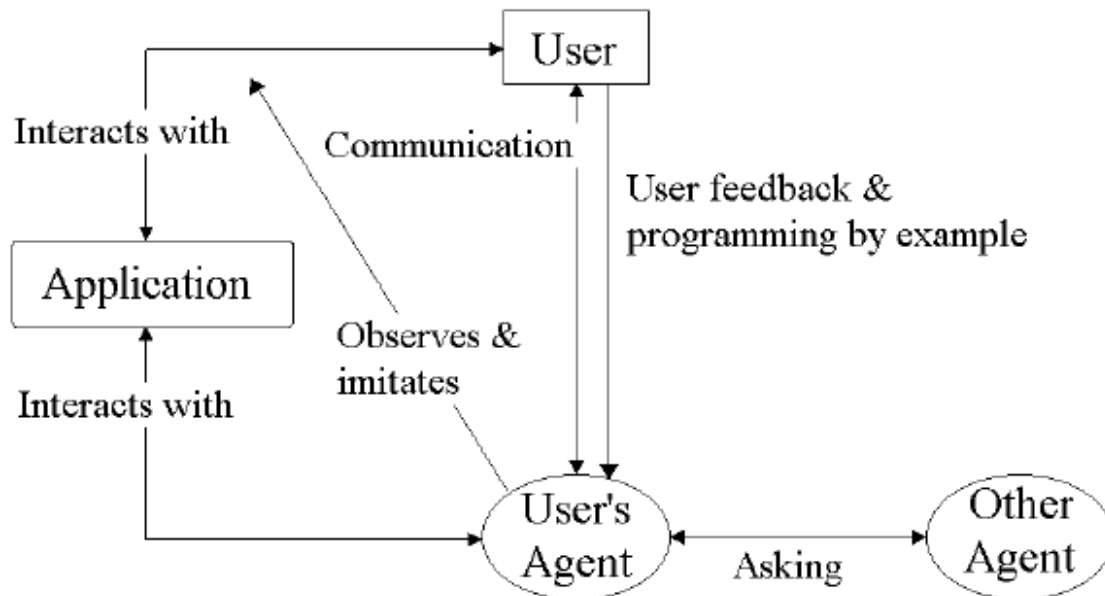 User
Interacts with
Communication
User feedback &
programming by example
Application
Observes &
imitates
Interacts with
User's
Agent
Asking
Other
Agent